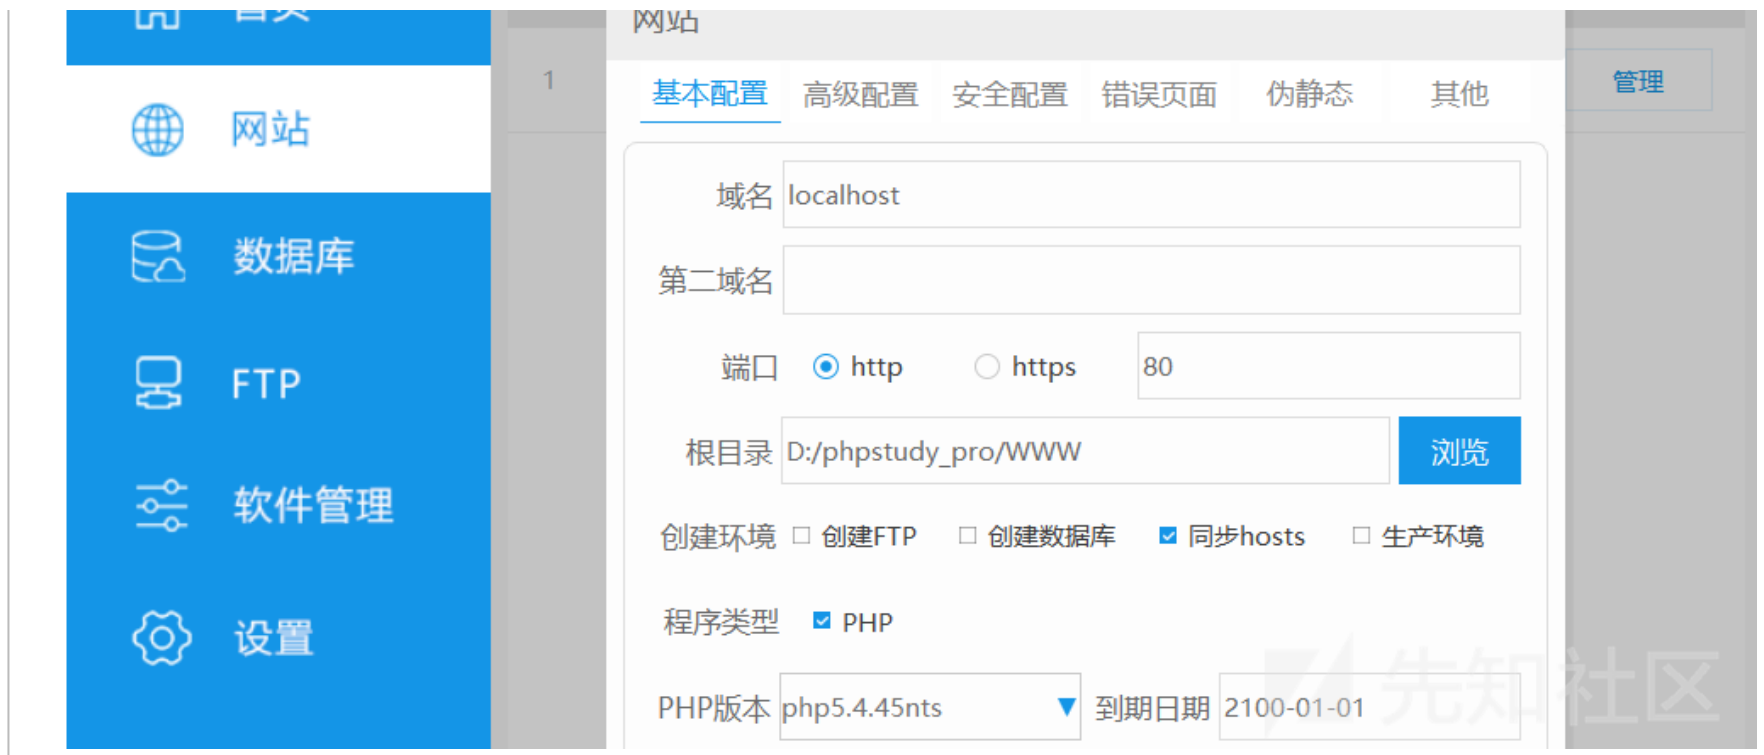 首页
网站
数据库
FTP
软件管理
设置
1
网站
管理
基本配置 高级配置 安全配置 错误页面 伪静态 其他
域名 localhost
第二域名
端口 http https 80
根目录 D:/phpstudy_pro/WWW 浏览
创建环境 创建FTP 创建数据库 同步hosts 生产环境
程序类型 PHP
PHP版本 php5.4.45nts 到期日期 2100-01-01
先知社区